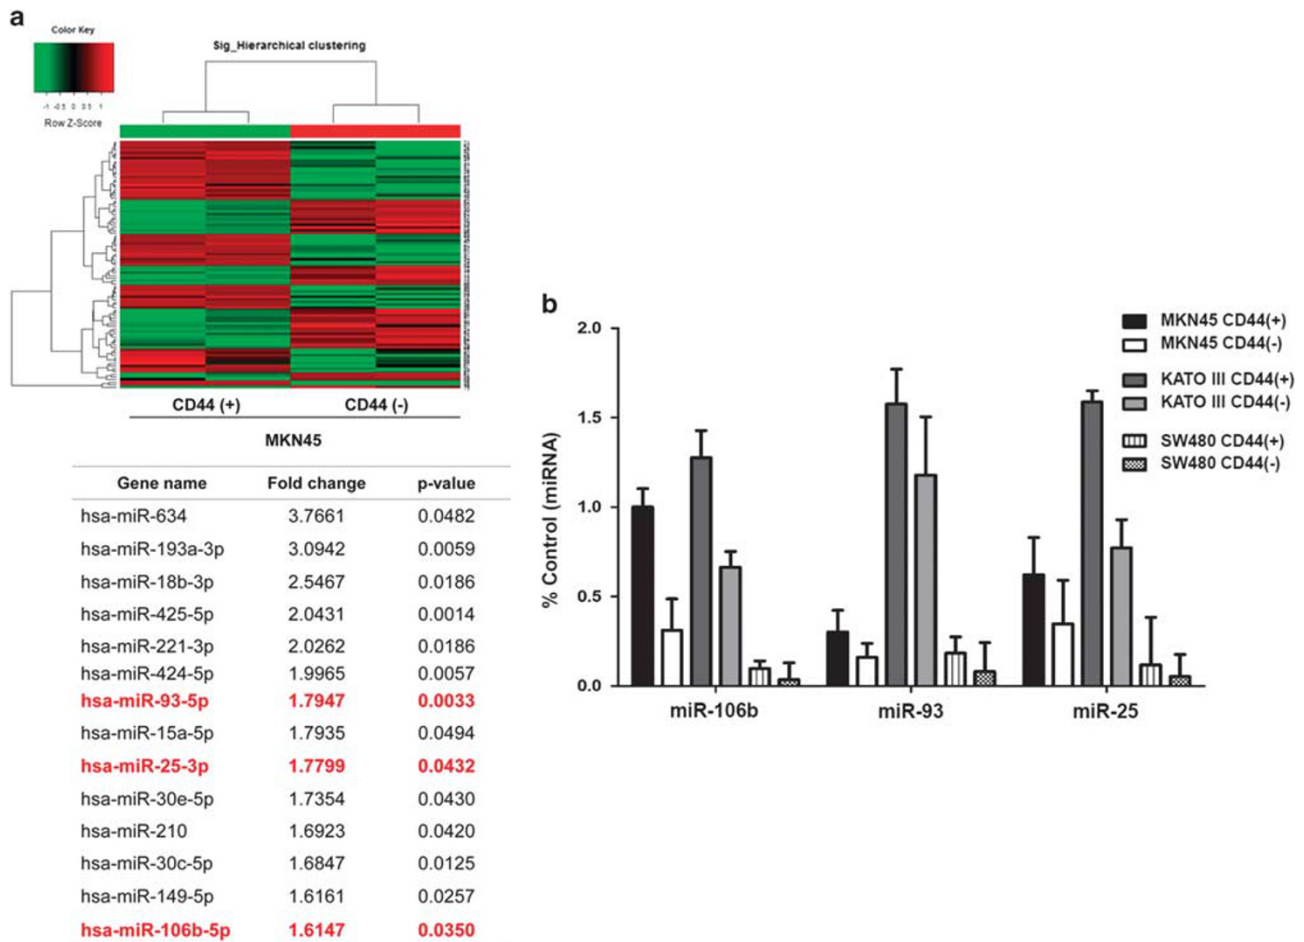 a
Color Key
-1 -0.5 0 0.5 1
Row Z-Score
Sig_Hierarchical clustering
CD44 (+) CD44 (-)
MKN45
Gene name Fold change p-value
hsa-miR-634 3.7661 0.0482
hsa-miR-193a-3p 3.0942 0.0059
hsa-miR-18b-3p 2.5467 0.0186
hsa-miR-425-5p 2.0431 0.0014
hsa-miR-221-3p 2.0262 0.0186
hsa-miR-424-5p 1.9965 0.0057
hsa-miR-93-5p 1.7947 0.0033
hsa-miR-15a-5p 1.7935 0.0494
hsa-miR-25-3p 1.7799 0.0432
hsa-miR-30e-5p 1.7354 0.0430
hsa-miR-210 1.6923 0.0420
hsa-miR-30c-5p 1.6847 0.0125
hsa-miR-149-5p 1.6161 0.0257
hsa-miR-106b-5p 1.6147 0.0350
b
% Control (miRNA)
2.0
1.5
1.0
0.5
0.0
miR-106b miR-93 miR-25
MKN45 CD44(+)
MKN45 CD44(-)
KATO III CD44(+)
KATO III CD44(-)
SW480 CD44(+)
SW480 CD44(-)